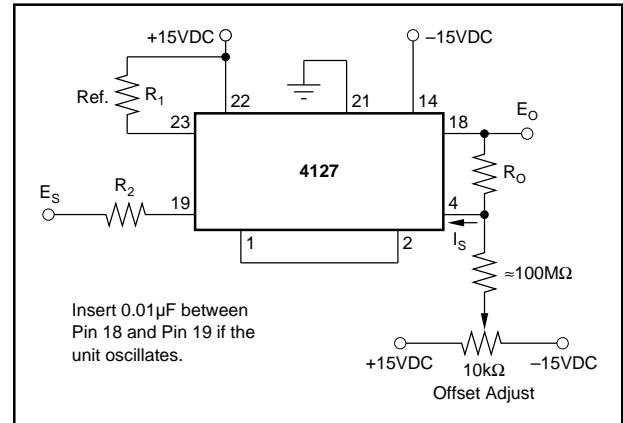 +15VDC
–15VDC
Ref.
R1
22
21
14
23
18
EO
4127
RO
ES
R2
19
4
IS
1
2
≈100MΩ
Insert 0.01µF between
Pin 18 and Pin 19 if the
unit oscillates.
+15VDC
–15VDC
10kΩ
Offset Adjust